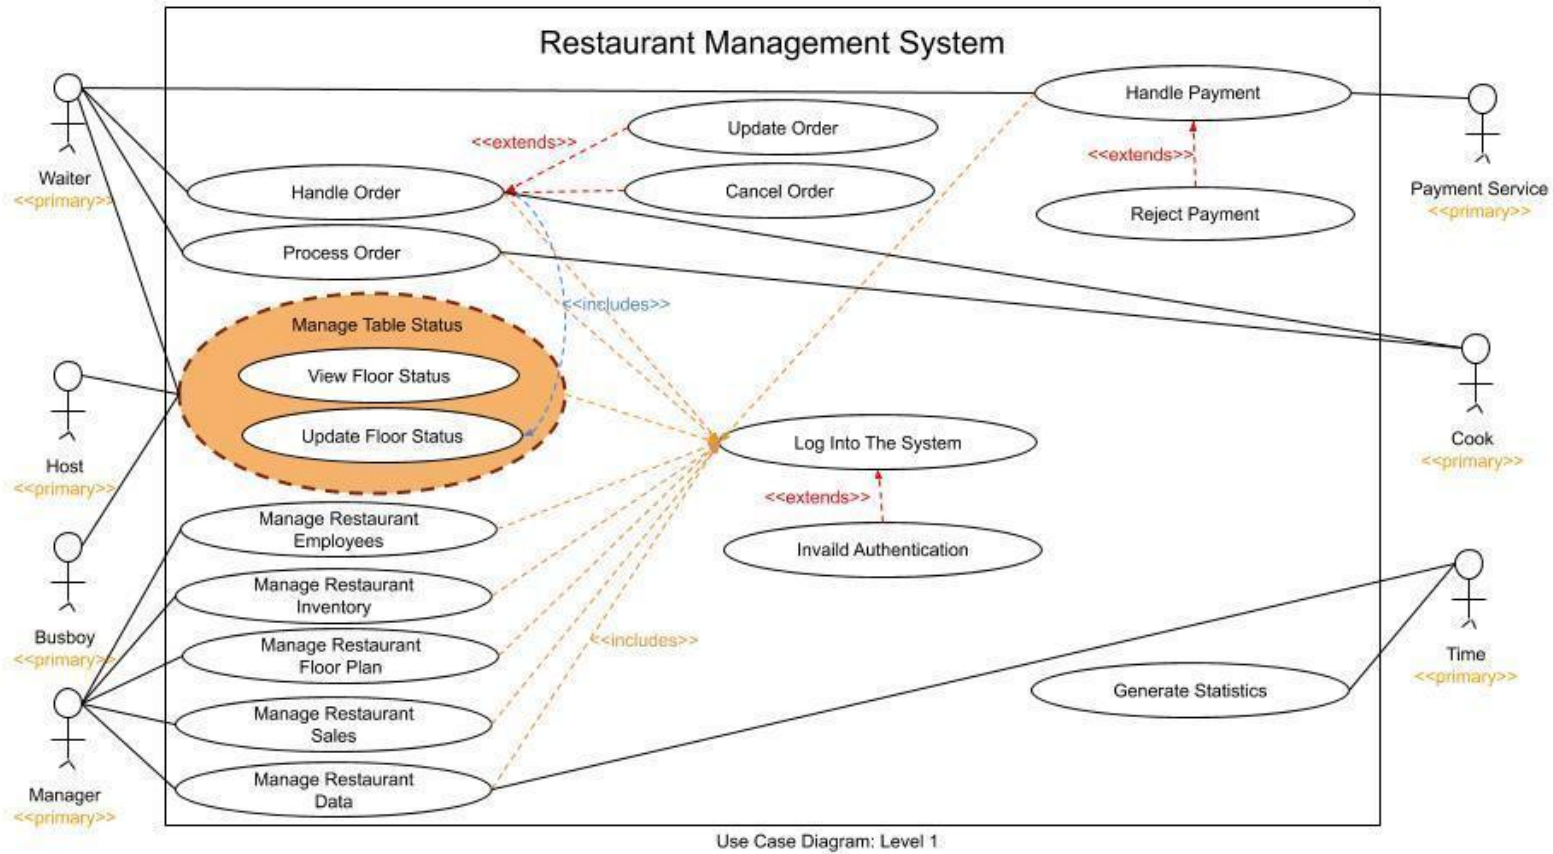 Restaurant Management System
Waiter
<<primary>>
Host
<<primary>>
Busboy
<<primary>>
Manager
<<primary>>
Handle Order
Process Order
Manage Table Status
View Floor Status
Update Floor Status
Manage Restaurant
Employees
Manage Restaurant
Inventory
Manage Restaurant
Floor Plan
Manage Restaurant
Sales
Manage Restaurant
Data
<<extends>>
Update Order
Cancel Order
<<includes>>
Handle Payment
<<extends>>
Reject Payment
Log Into The System
<<extends>>
Invaild Authentication
<<includes>>
Generate Statistics
Payment Service
<<primary>>
Cook
<<primary>>
Time
<<primary>>
Use Case Diagram: Level 1